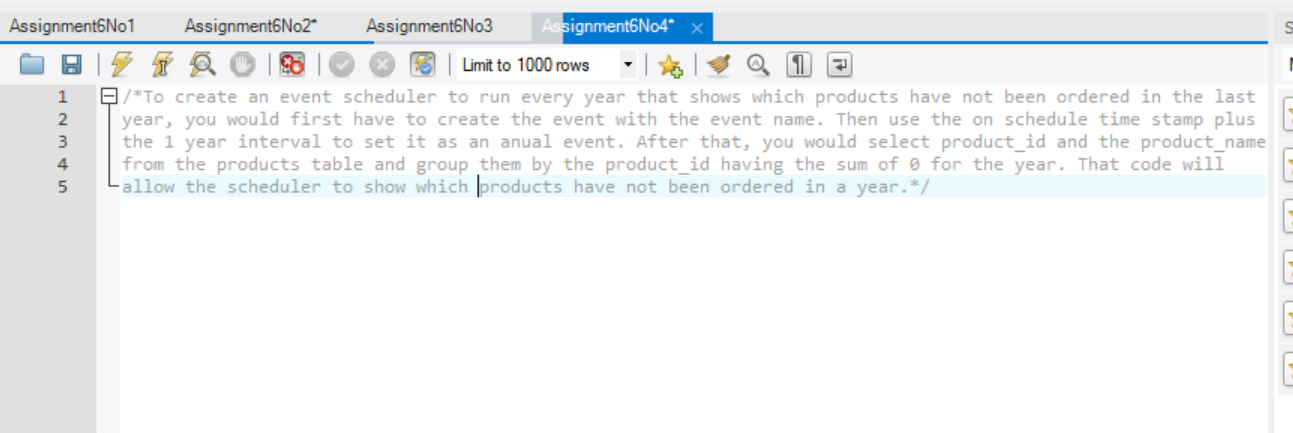 Assignment6No1 Assignment6No2* Assignment6No3 Assignment6No4*
Limit to 1000 rows
1 /*To create an event scheduler to run every year that shows which products have not been ordered in the last
2 year, you would first have to create the event with the event name. Then use the on schedule time stamp plus
3 the 1 year interval to set it as an anual event. After that, you would select product_id and the product_name
4 from the products table and group them by the product_id having the sum of 0 for the year. That code will
5 allow the scheduler to show which products have not been ordered in a year.*/